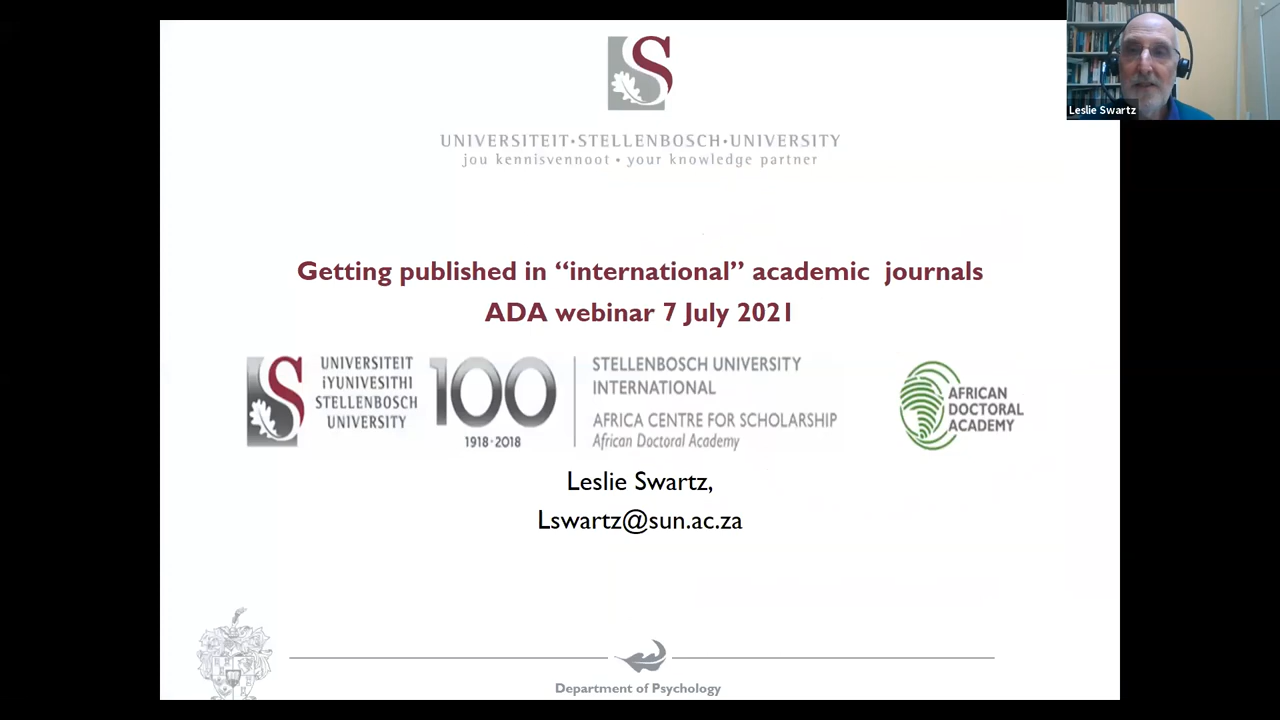 Leslie Swartz
S
UNIVERSITEIT•STELLENBOSCH•UNIVERSITY
jou kennisvennoot • your knowledge partner
Getting published in “international” academic journals
ADA webinar 7 July 2021
S
UNIVERSITEIT
iYUNIVESITHI
STELLENBOSCH
UNIVERSITY
100
1918·2018
STELLENBOSCH UNIVERSITY
INTERNATIONAL
AFRICA CENTRE FOR SCHOLARSHIP
African Doctoral Academy
AFRICAN
DOCTORAL
ACADEMY
Leslie Swartz,
Lswartz@sun.ac.za
Department of Psychology